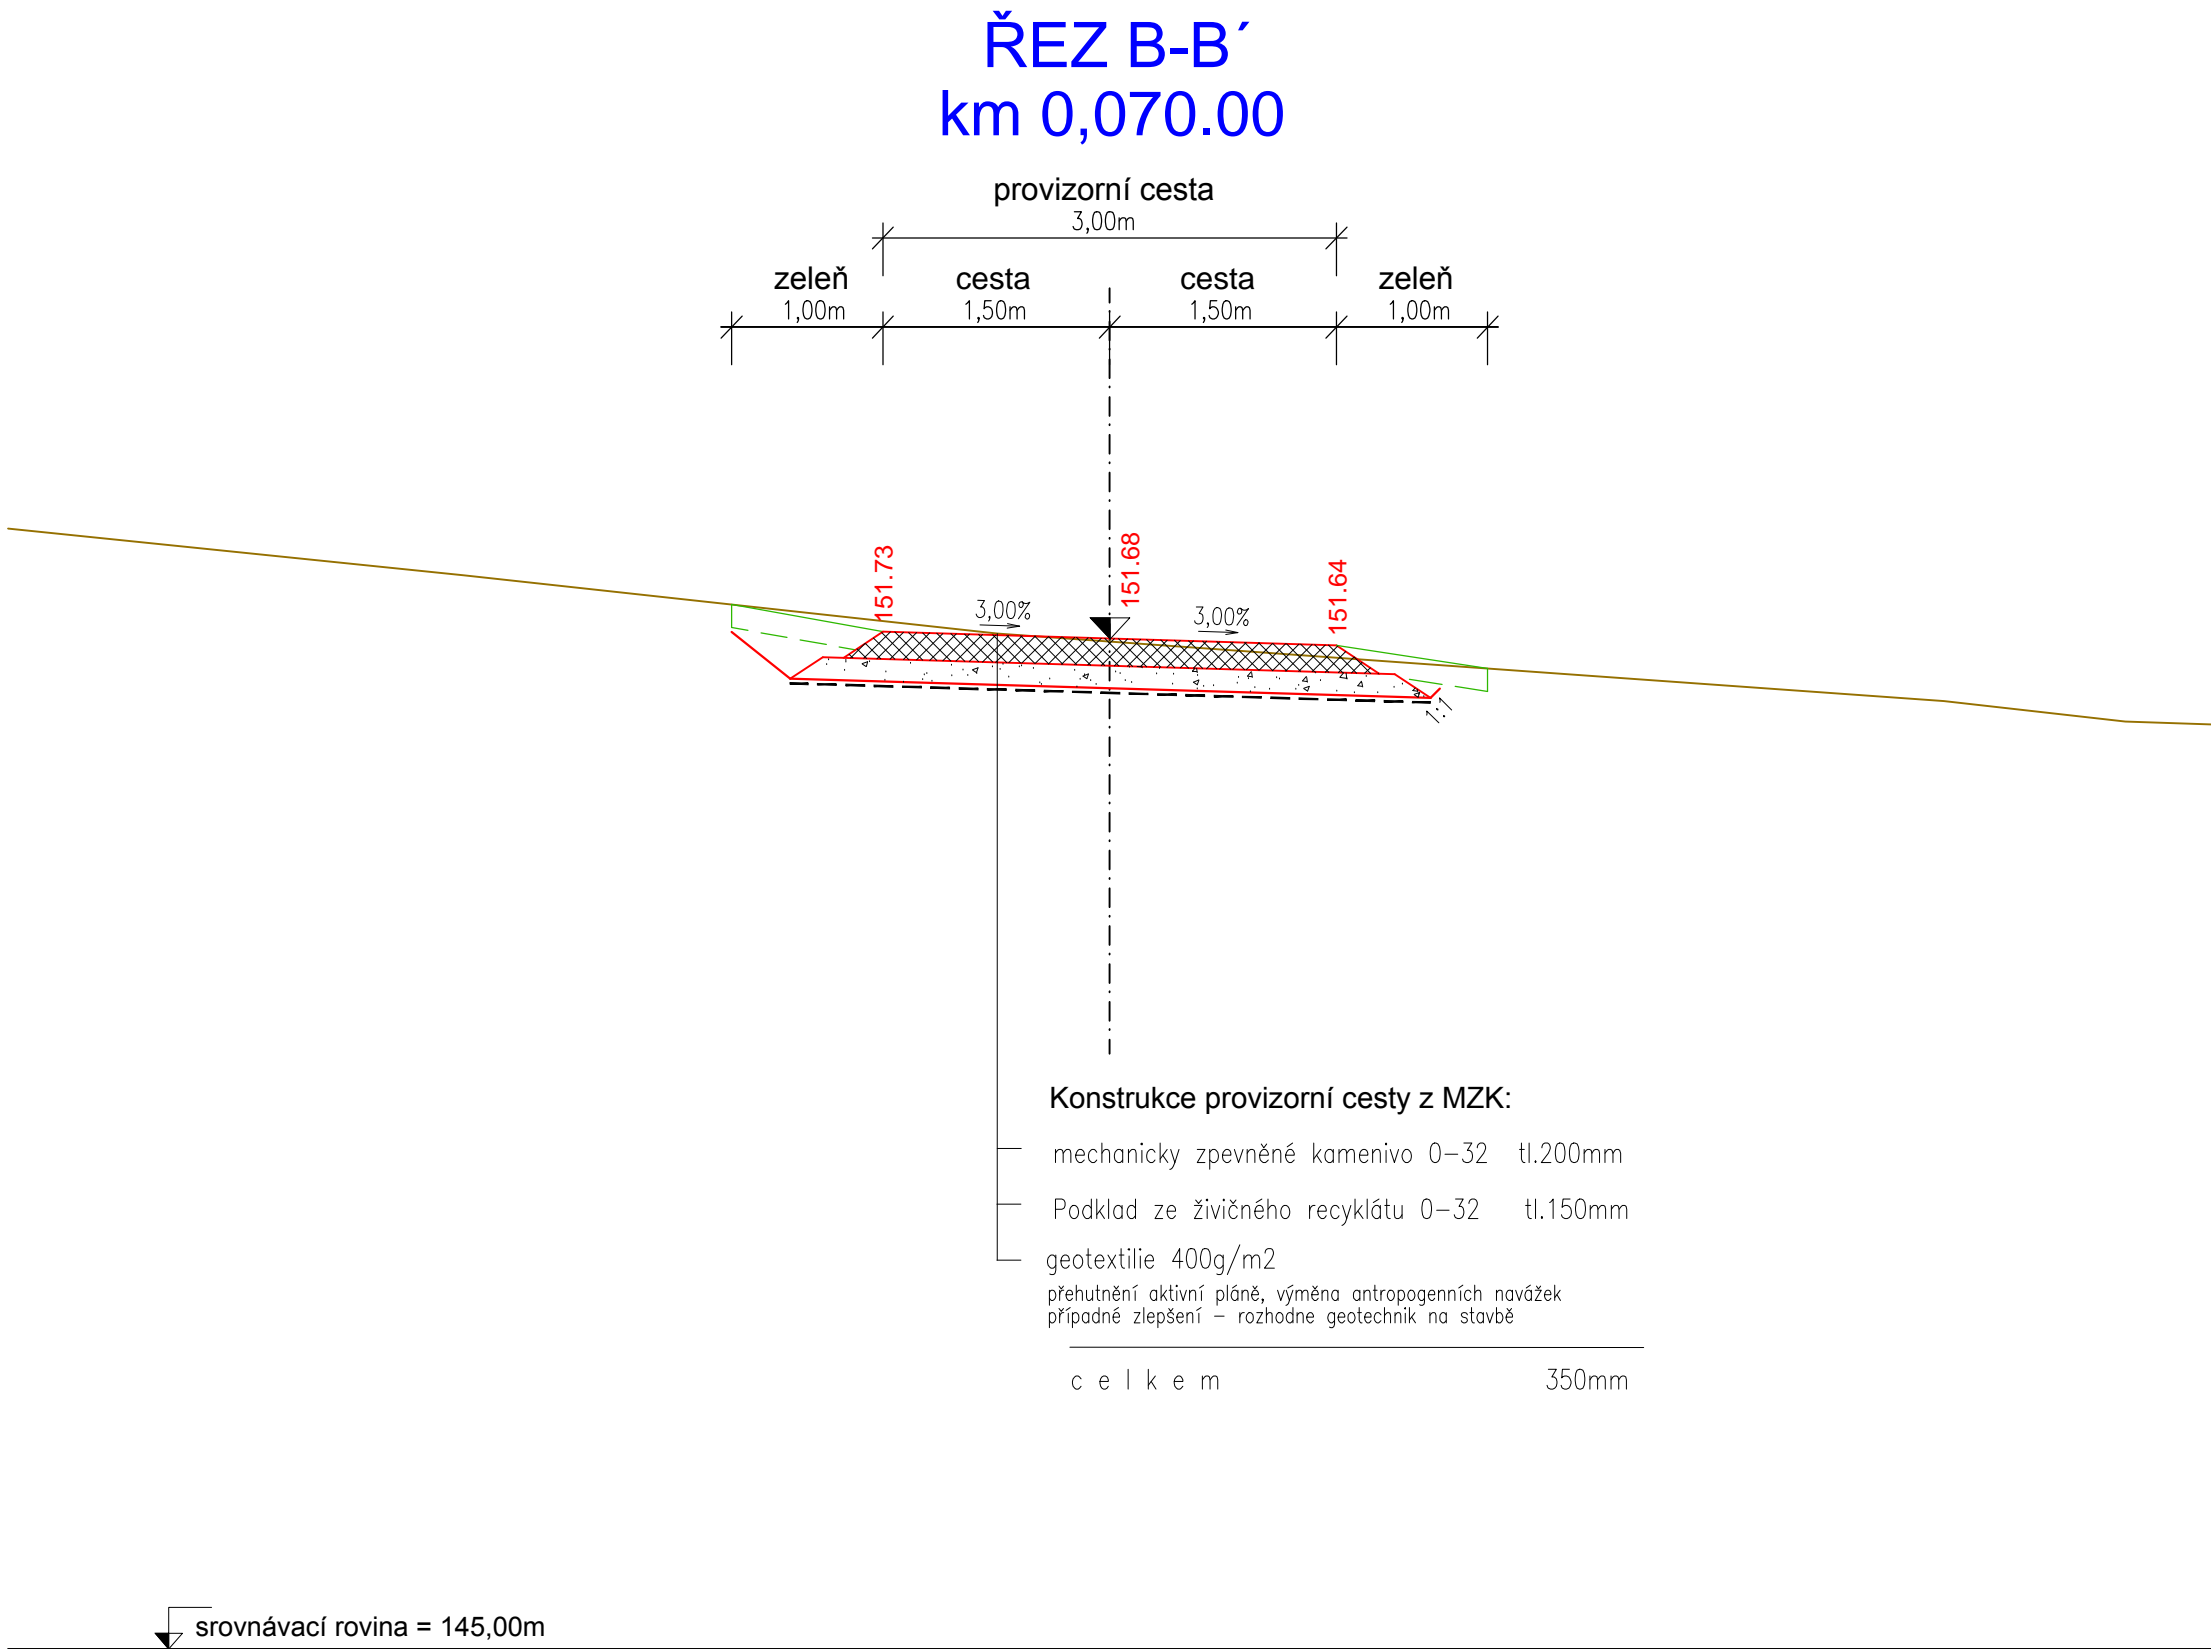 ŘEZ B-B´
km 0,070.00
provizorní cesta
3,00m
zeleň cesta cesta zeleň
1,00m 1,50m 1,50m 1,00m
151.73 151.68 151.64
3,00% 3,00%
1:1
Konstrukce provizorní cesty z MZK:
mechanicky zpevněné kamenivo 0-32 tl.200mm
Podklad ze živičného recyklátu 0-32 tl.150mm
geotextilie 400g/m2
přehutnění aktivní pláně, výměna antropogenních navážek
případné zlepšení - rozhodne geotechnik na stavbě
c e l k e m 350mm
srovnávací rovina = 145,00m